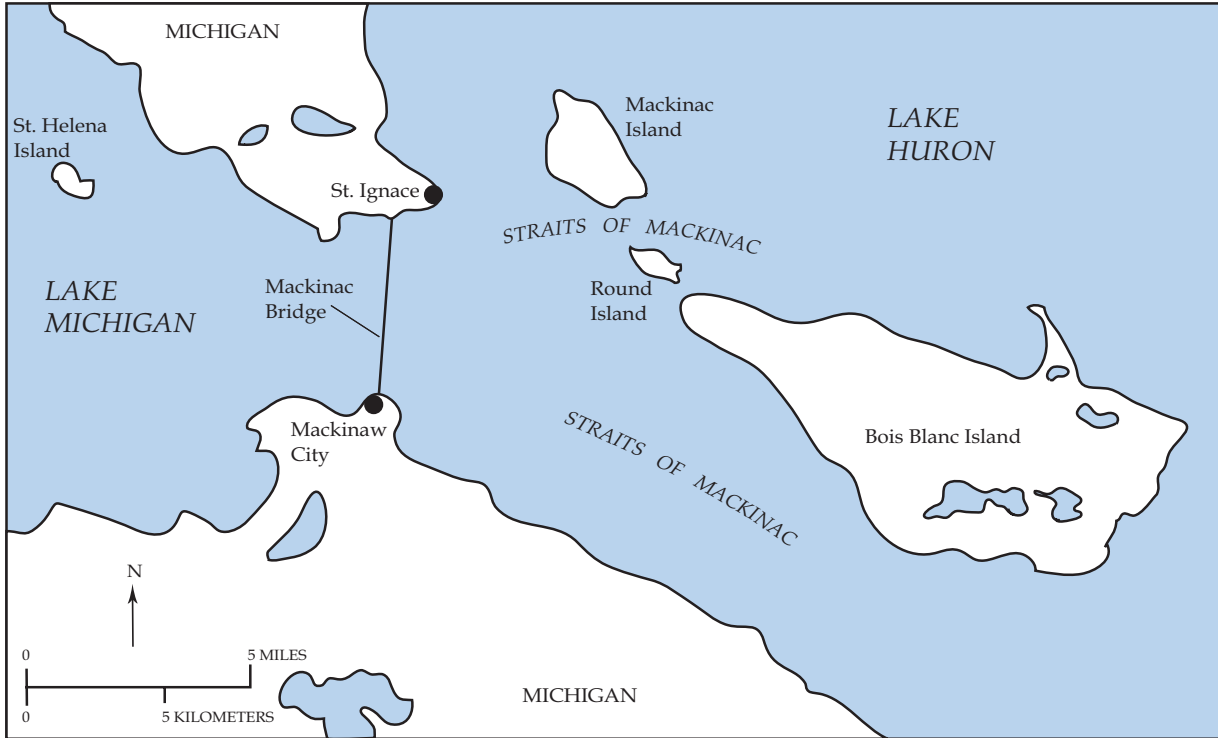 MICHIGAN
St. Helena
Island
Mackinac
Island
LAKE
HURON
St. Ignace
STRAITS OF MACKINAC
LAKE
MICHIGAN
Mackinac
Bridge
Round
Island
Mackinaw
City
STRAITS OF MACKINAC
Bois Blanc Island
N
0 5 MILES
0 5 KILOMETERS
MICHIGAN